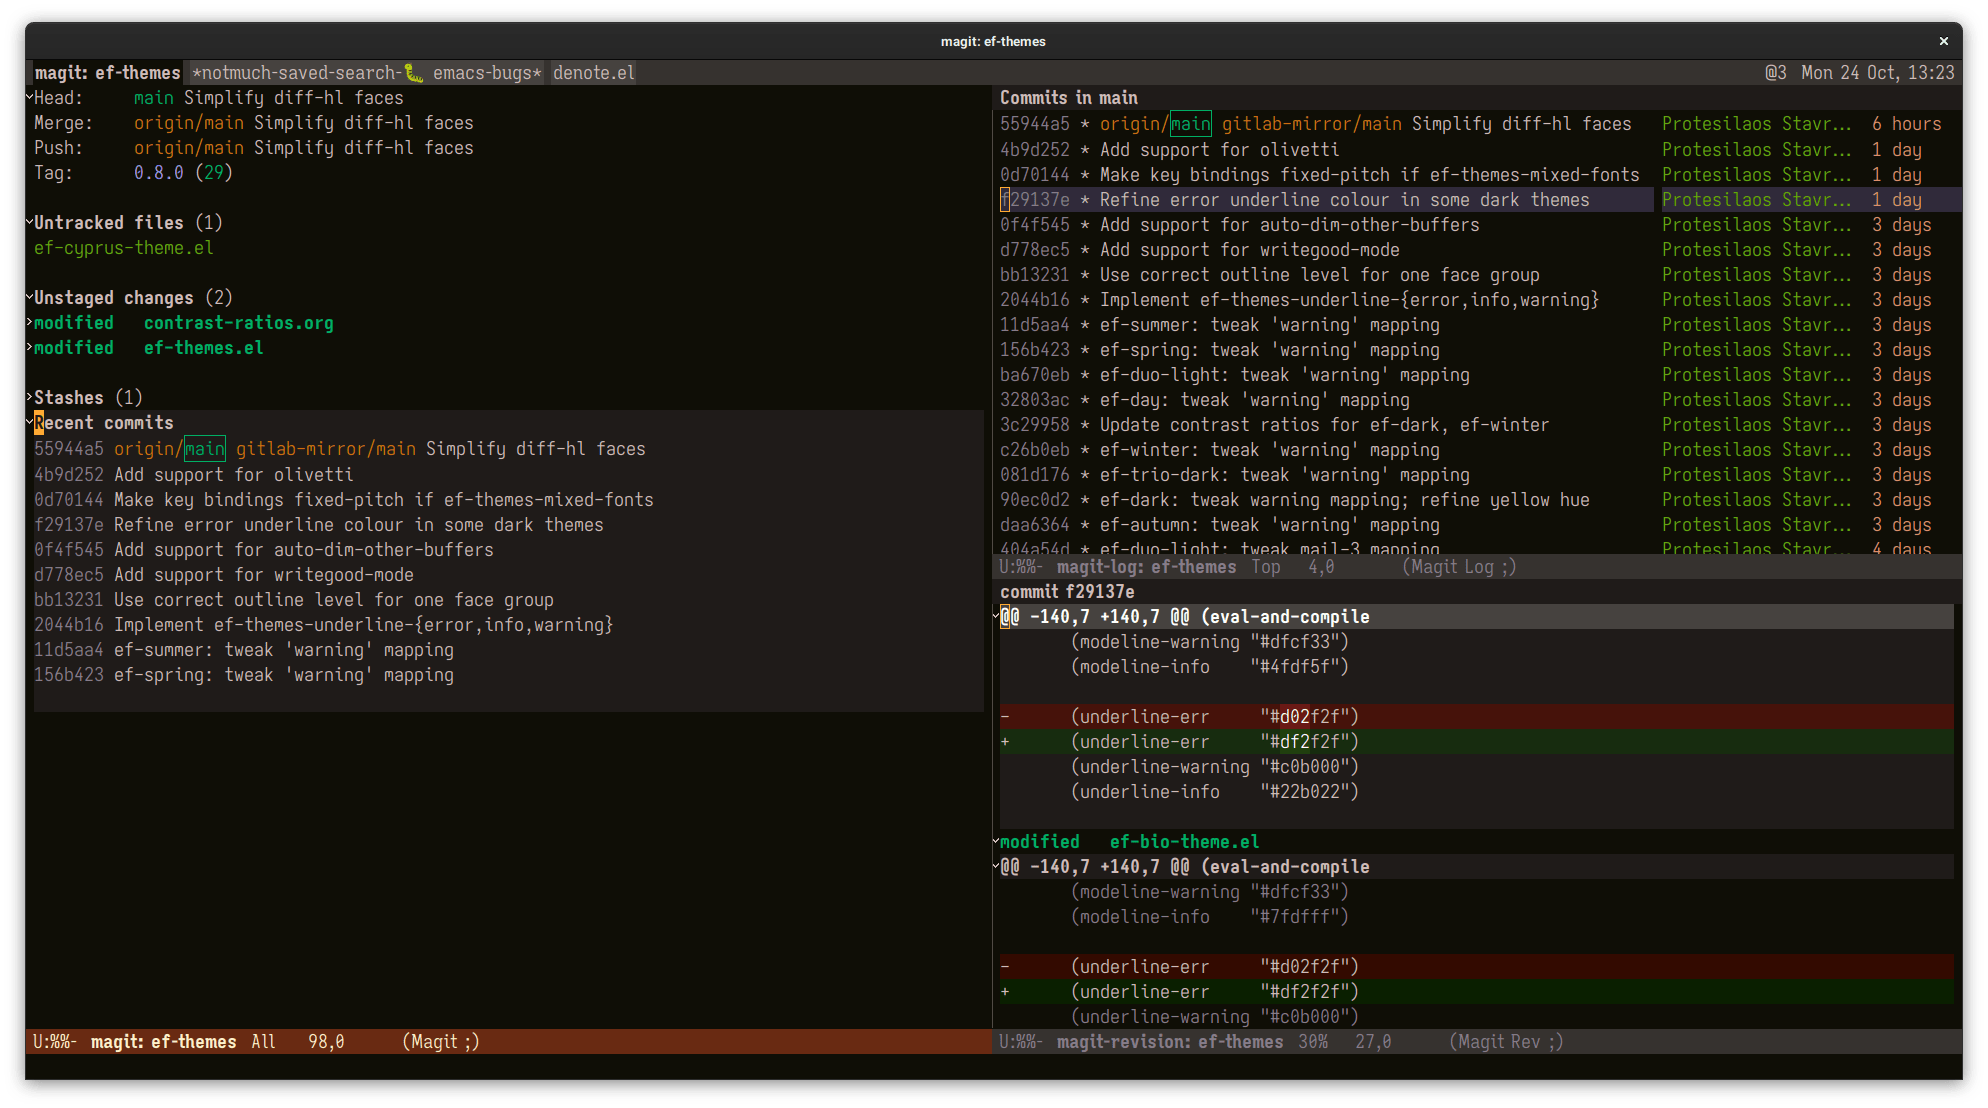 magit: ef-themes
magit: ef-themes *notmuch-saved-search-🐛 emacs-bugs* denote.el @3 Mon 24 Oct, 13:23
Head: main Simplify diff-hl faces
Merge: origin/main Simplify diff-hl faces
Push: origin/main Simplify diff-hl faces
Tag: 0.8.0 (29)
Untracked files (1)
ef-cyprus-theme.el
Unstaged changes (2)
modified contrast-ratios.org
modified ef-themes.el
Stashes (1)
Recent commits
55944a5 origin/main gitlab-mirror/main Simplify diff-hl faces
4b9d252 Add support for olivetti
0d70144 Make key bindings fixed-pitch if ef-themes-mixed-fonts
f29137e Refine error underline colour in some dark themes
0f4f545 Add support for auto-dim-other-buffers
d778ec5 Add support for writegood-mode
bb13231 Use correct outline level for one face group
2044b16 Implement ef-themes-underline-{error,info,warning}
11d5aa4 ef-summer: tweak 'warning' mapping
156b423 ef-spring: tweak 'warning' mapping
U:%%- magit: ef-themes All 98,0 (Magit ;)
Commits in main
55944a5 * origin/main gitlab-mirror/main Simplify diff-hl faces Protesilaos Stavr... 6 hours
4b9d252 * Add support for olivetti Protesilaos Stavr... 1 day
0d70144 * Make key bindings fixed-pitch if ef-themes-mixed-fonts Protesilaos Stavr... 1 day
f29137e * Refine error underline colour in some dark themes Protesilaos Stavr... 1 day
0f4f545 * Add support for auto-dim-other-buffers Protesilaos Stavr... 3 days
d778ec5 * Add support for writegood-mode Protesilaos Stavr... 3 days
bb13231 * Use correct outline level for one face group Protesilaos Stavr... 3 days
2044b16 * Implement ef-themes-underline-{error,info,warning} Protesilaos Stavr... 3 days
11d5aa4 * ef-summer: tweak 'warning' mapping Protesilaos Stavr... 3 days
156b423 * ef-spring: tweak 'warning' mapping Protesilaos Stavr... 3 days
ba670eb * ef-duo-light: tweak 'warning' mapping Protesilaos Stavr... 3 days
32803ac * ef-day: tweak 'warning' mapping Protesilaos Stavr... 3 days
3c29958 * Update contrast ratios for ef-dark, ef-winter Protesilaos Stavr... 3 days
c26b0eb * ef-winter: tweak 'warning' mapping Protesilaos Stavr... 3 days
081d176 * ef-trio-dark: tweak 'warning' mapping Protesilaos Stavr... 3 days
90ec0d2 * ef-dark: tweak warning mapping; refine yellow hue Protesilaos Stavr... 3 days
daa6364 * ef-autumn: tweak 'warning' mapping Protesilaos Stavr... 3 days
404a54d * ef-duo-light: tweak mail-3 mapping Protesilaos Stavr... 4 days
U:%%- magit-log: ef-themes Top 4,0 (Magit Log ;)
commit f29137e
@@ -140,7 +140,7 @@ (eval-and-compile
(modeline-warning "#dfcf33")
(modeline-info "#4fdf5f")
- (underline-err "#d02f2f")
+ (underline-err "#df2f2f")
(underline-warning "#c0b000")
(underline-info "#22b022")
modified ef-bio-theme.el
@@ -140,7 +140,7 @@ (eval-and-compile
(modeline-warning "#dfcf33")
(modeline-info "#7fdfff")
- (underline-err "#d02f2f")
+ (underline-err "#df2f2f")
(underline-warning "#c0b000")
U:%%- magit-revision: ef-themes 30% 27,0 (Magit Rev ;)